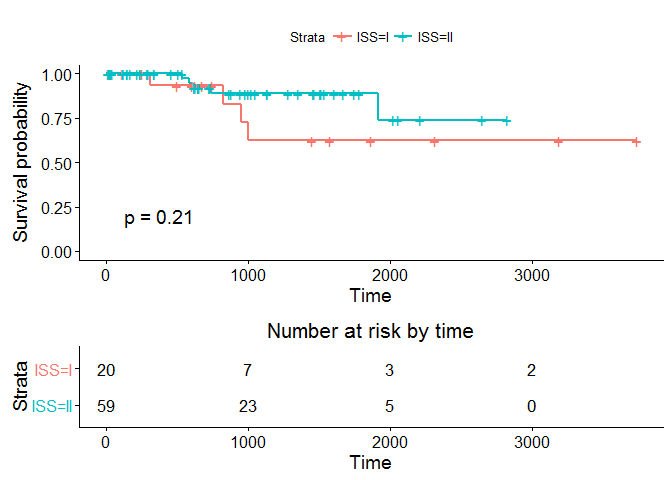 Strata ISS=I ISS=II
1.00
0.75
0.50
0.25
0.00
Survival probability
p = 0.21
0 1000 2000 3000
Time
Number at risk by time
Strata
ISS=I 20 7 3 2
ISS=II 59 23 5 0
0 1000 2000 3000
Time